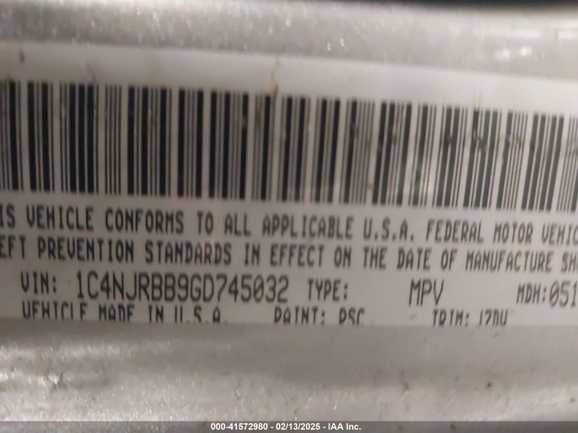 IS VEHICLE CONFORMS TO ALL APPLICABLE U.S.A. FEDERAL MOTOR VEHIC
EFT PREVENTION STANDARDS IN EFFECT ON THE DATE OF MANUFACTURE SH
VIN: 1C4NJRBB9GD745032 TYPE: MPV MDH:051
VEHICLE MADE IN U.S.A. PAINT: PSC TRIM:
000-41572980 - 02/13/2025 - IAA Inc.